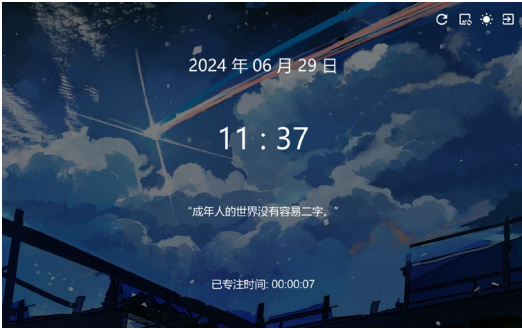 2024 年 06 月 29 日
11 : 37
“成年人的世界没有容易二字。”
已专注时间: 00:00:07